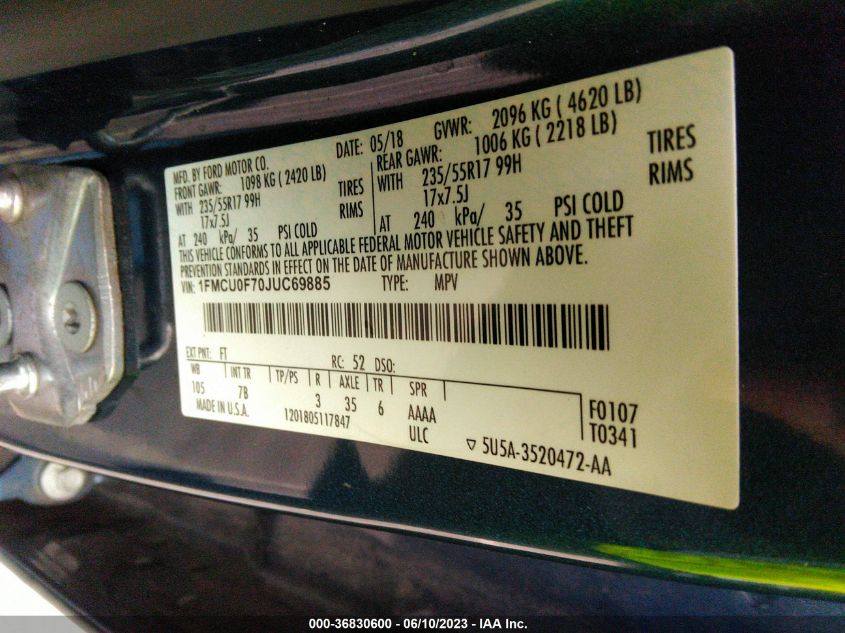 MFD. BY FORD MOTOR CO.
DATE: 05/18 GVWR: 2096 KG ( 4620 LB)
FRONT GAWR: 1098 KG ( 2420 LB)
REAR GAWR: 1006 KG ( 2218 LB)
WITH 235/55R17 99H TIRES
WITH 235/55R17 99H TIRES
17x7.5J RIMS
17x7.5J RIMS
AT 240 kPa/ 35 PSI COLD
AT 240 kPa/ 35 PSI COLD
THIS VEHICLE CONFORMS TO ALL APPLICABLE FEDERAL MOTOR VEHICLE SAFETY AND THEFT
PREVENTION STANDARDS IN EFFECT ON THE DATE OF MANUFACTURE SHOWN ABOVE.
VIN: 1FMCU0F70JUC69885 TYPE: MPV
EXT PNT: FT RC: 52 DSO:
WB INT TR TP/PS R AXLE TR SPR
105 7B 3 35 6 AAAA F0107
MADE IN U.S.A. 1201805117847 ULC T0341
▽ 5U5A-3520472-AA
000-36830600 - 06/10/2023 - IAA Inc.